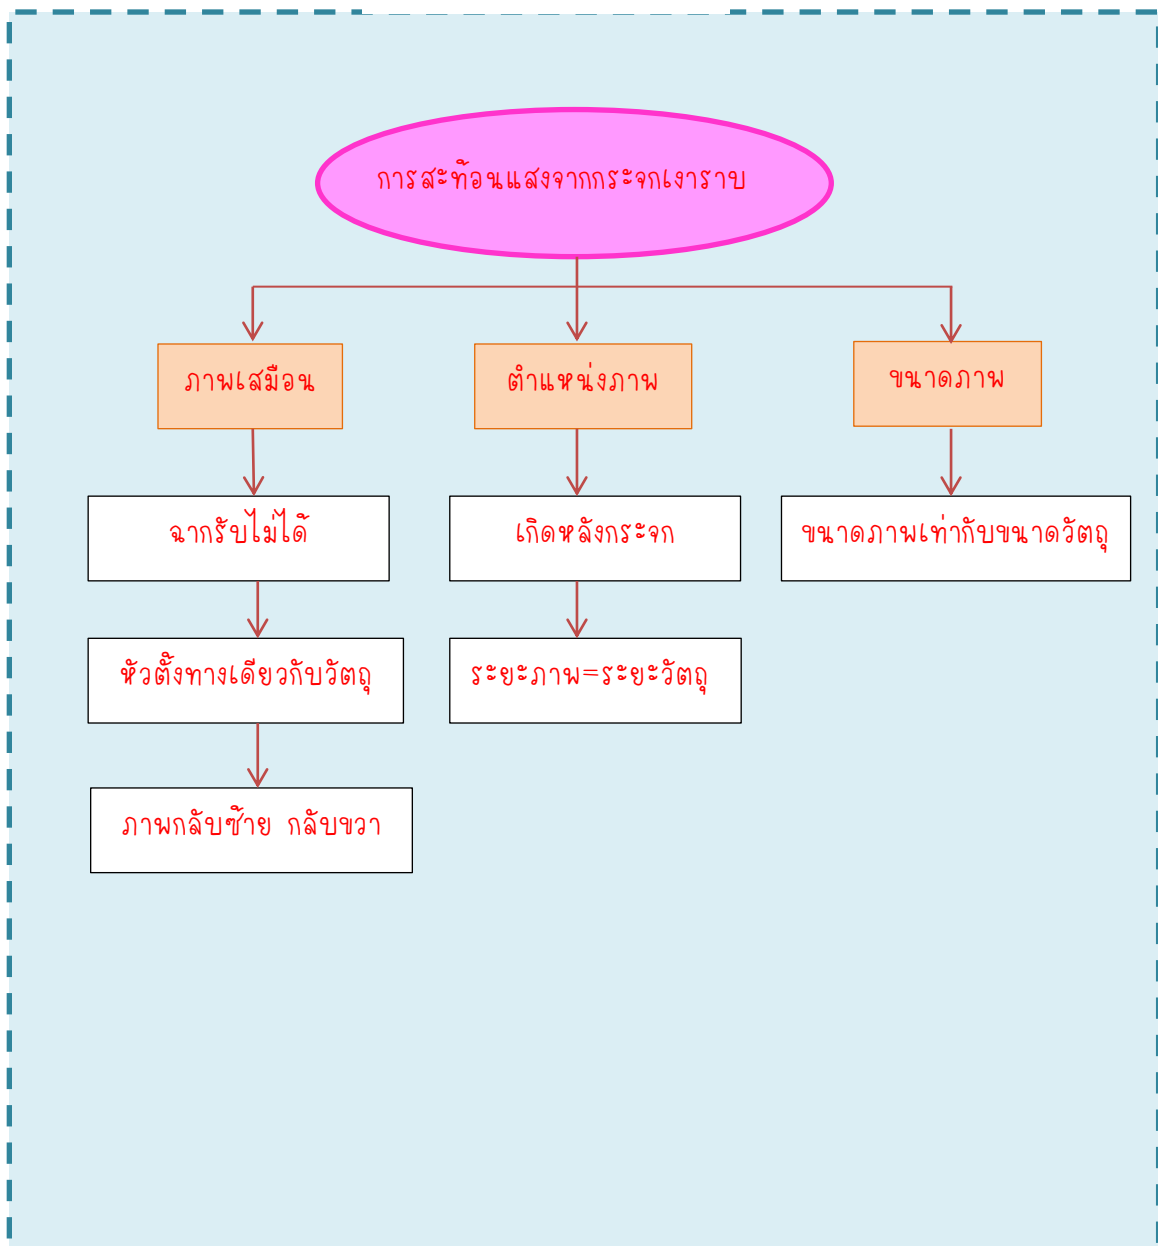 การสะท้อนแสงจากกระจกเงาราบ
ภาพเสมือน
ตำแหน่งภาพ
ขนาดภาพ
ฉากรับไม่ได้
เกิดหลังกระจก
ขนาดภาพเท่ากับขนาดวัตถุ
หัวตั้งทางเดียวกับวัตถุ
ระยะภาพ=ระยะวัตถุ
ภาพกลับซ้าย กลับขวา